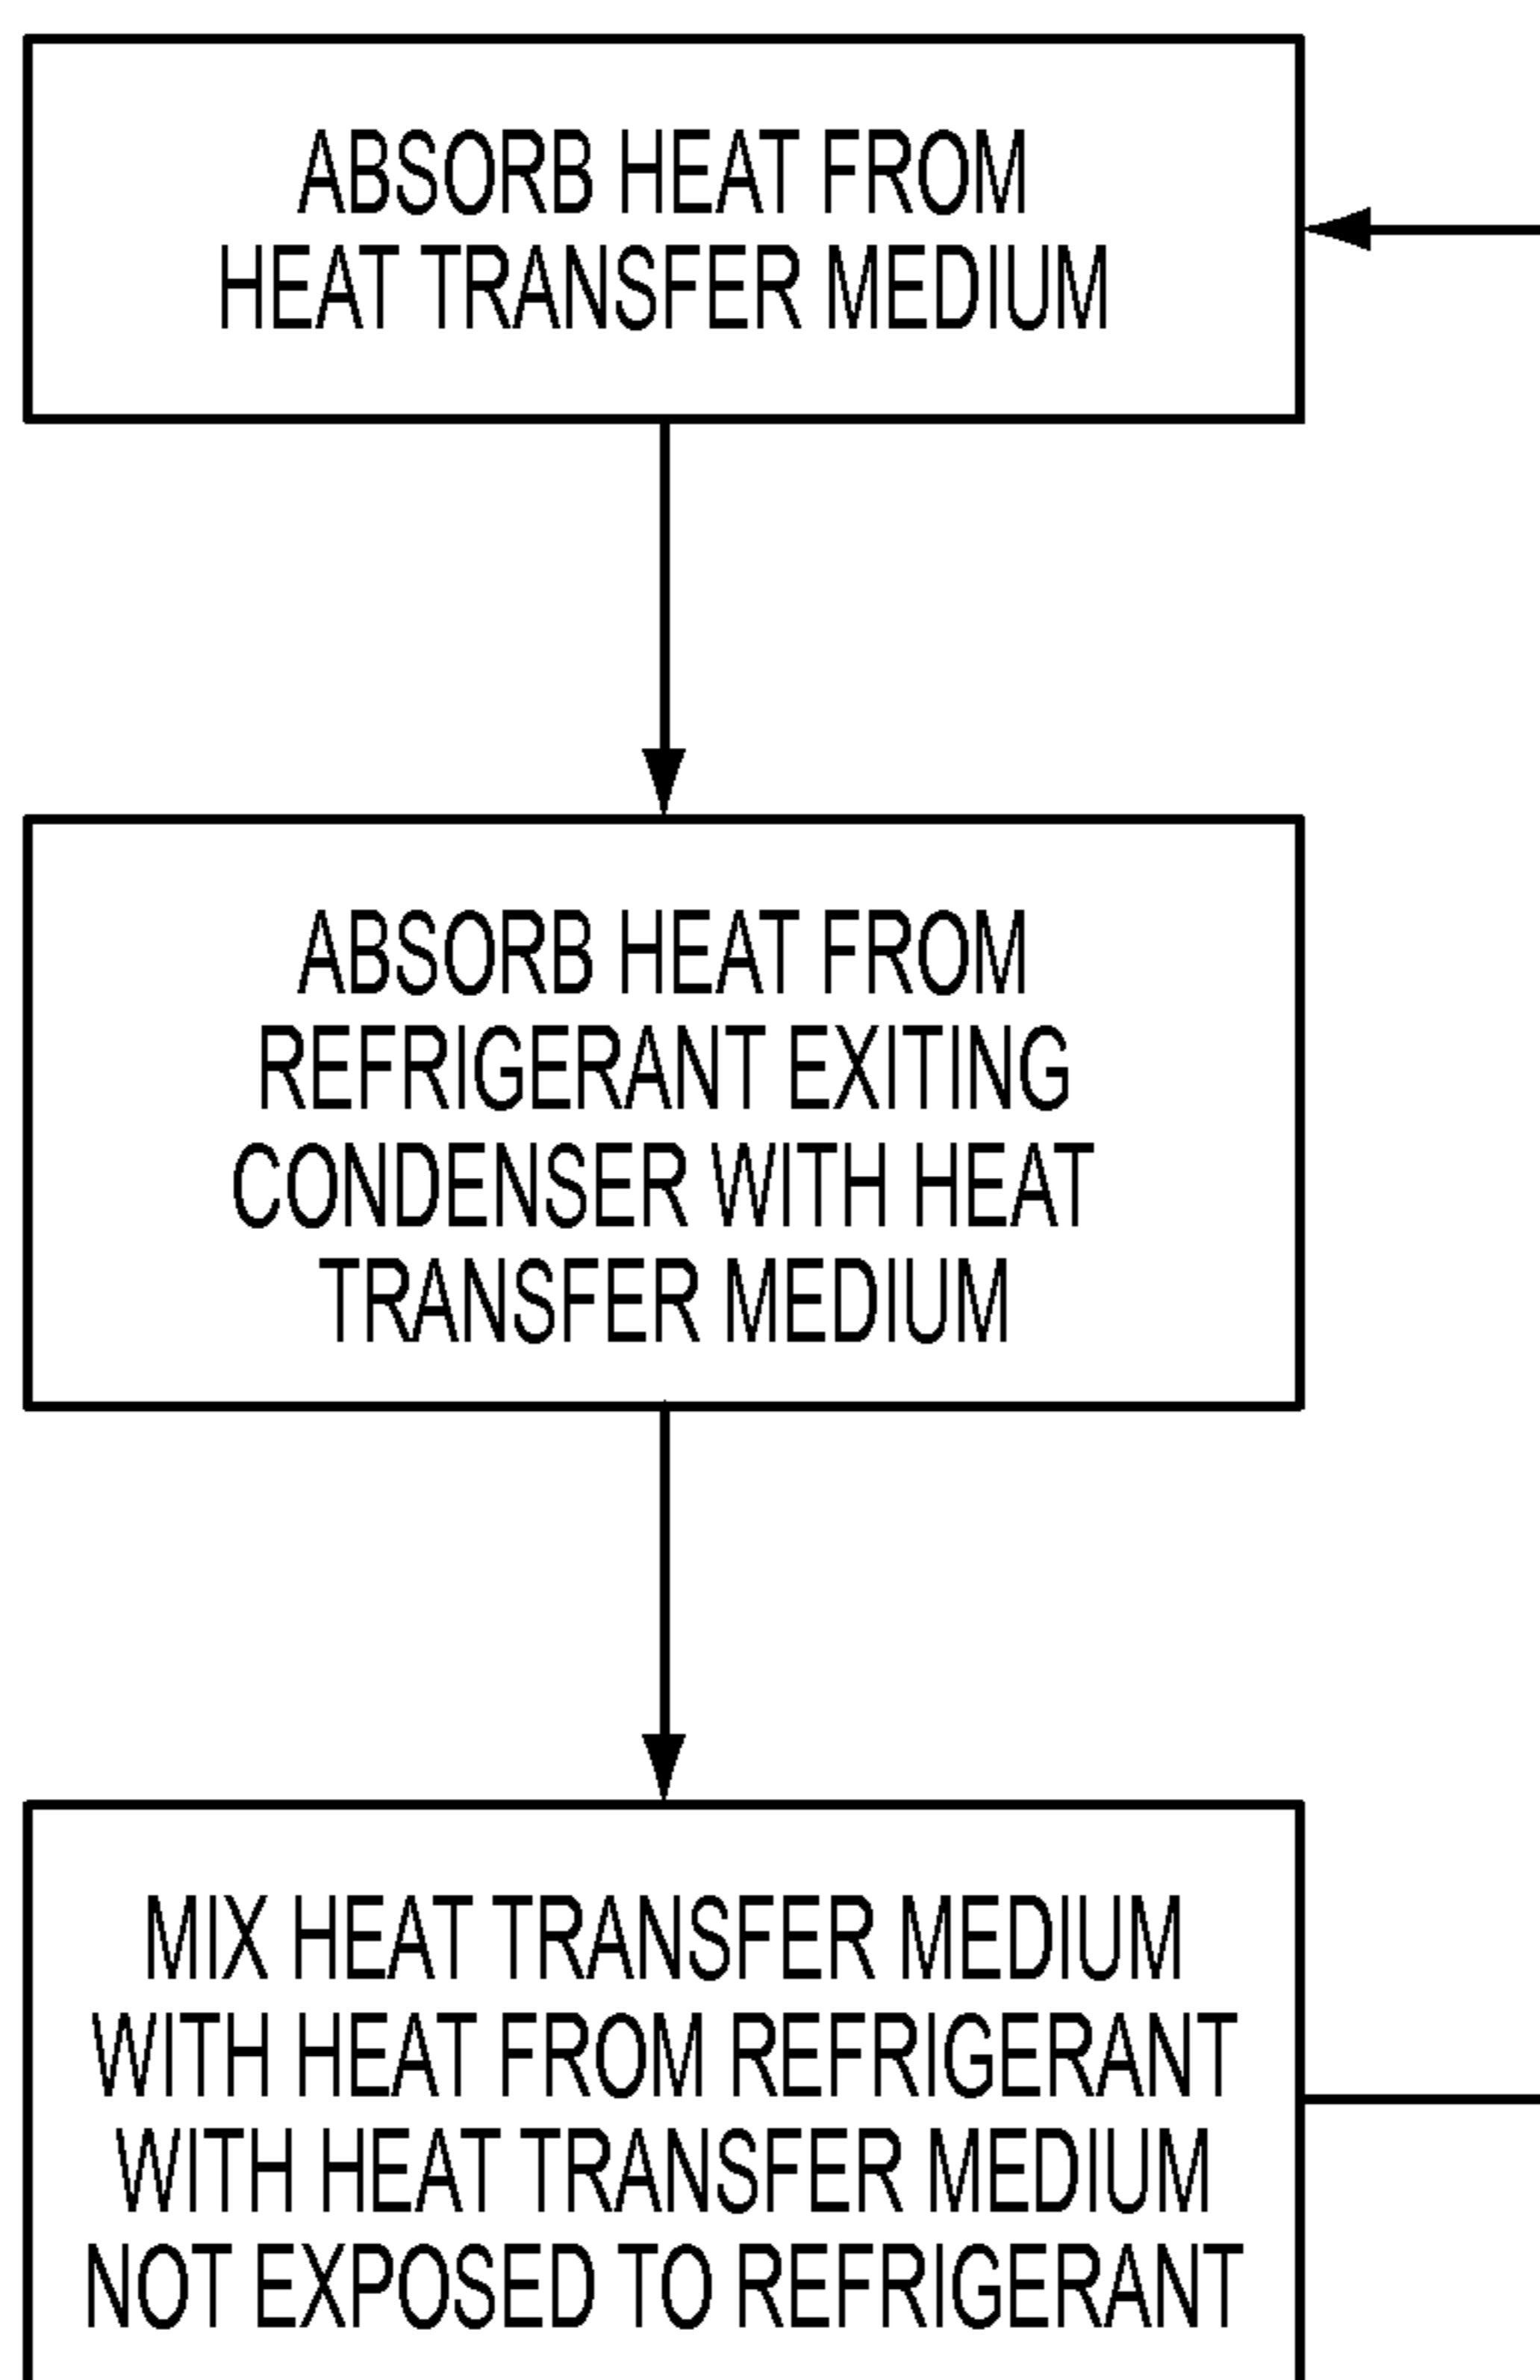 ABSORB HEAT FROM
HEAT TRANSFER MEDIUM
ABSORB HEAT FROM
REFRIGERANT EXITING
CONDENSER WITH HEAT
TRANSFER MEDIUM
MIX HEAT TRANSFER MEDIUM
WITH HEAT FROM REFRIGERANT
WITH HEAT TRANSFER MEDIUM
NOT EXPOSED TO REFRIGERANT